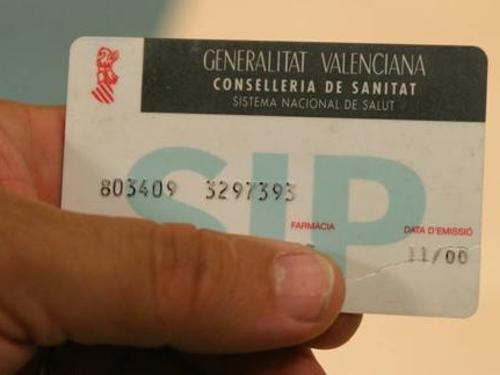 GENERALITAT VALENCIANA
CONSELLERIA DE SANITAT
SISTEMA NACIONAL DE SALUT
SIP
803409 3297393
FARMÀCIA DATA D'EMISSIÓ
11/00